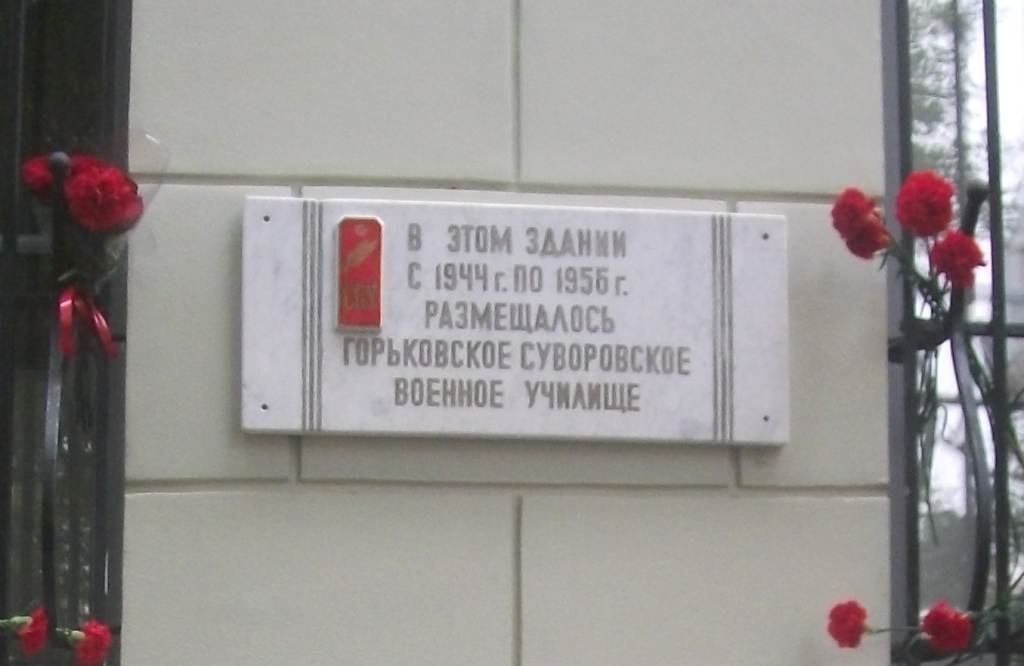 В ЭТОМ ЗДАНИИ
С 1944 г. ПО 1956 г.
РАЗМЕЩАЛОСЬ
ГОРЬКОВСКОЕ СУВОРОВСКОЕ
ВОЕННОЕ УЧИЛИЩЕ